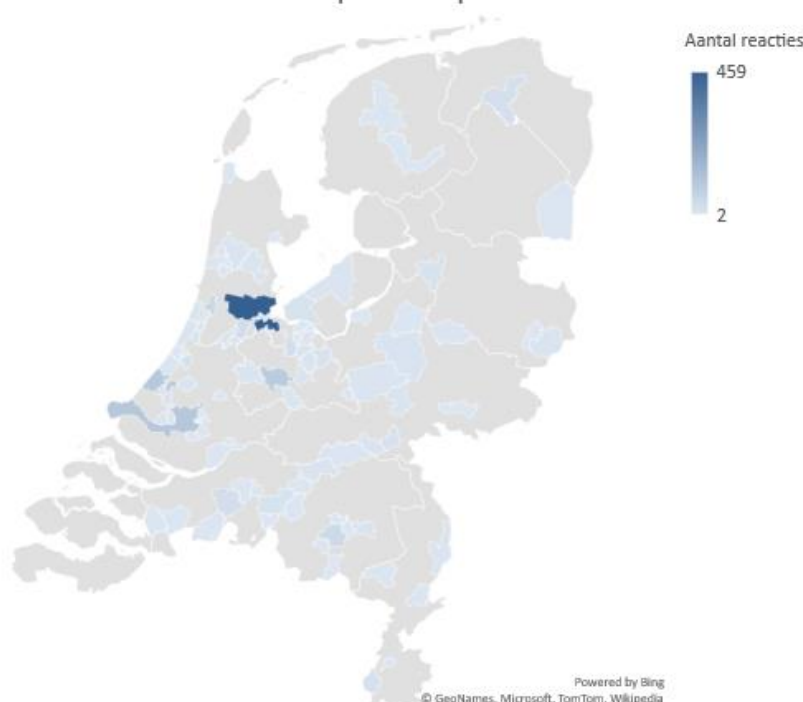 Aantal reacties
459
2
Powered by Bing
© GeoNames, Microsoft, TomTom, Wikipedia